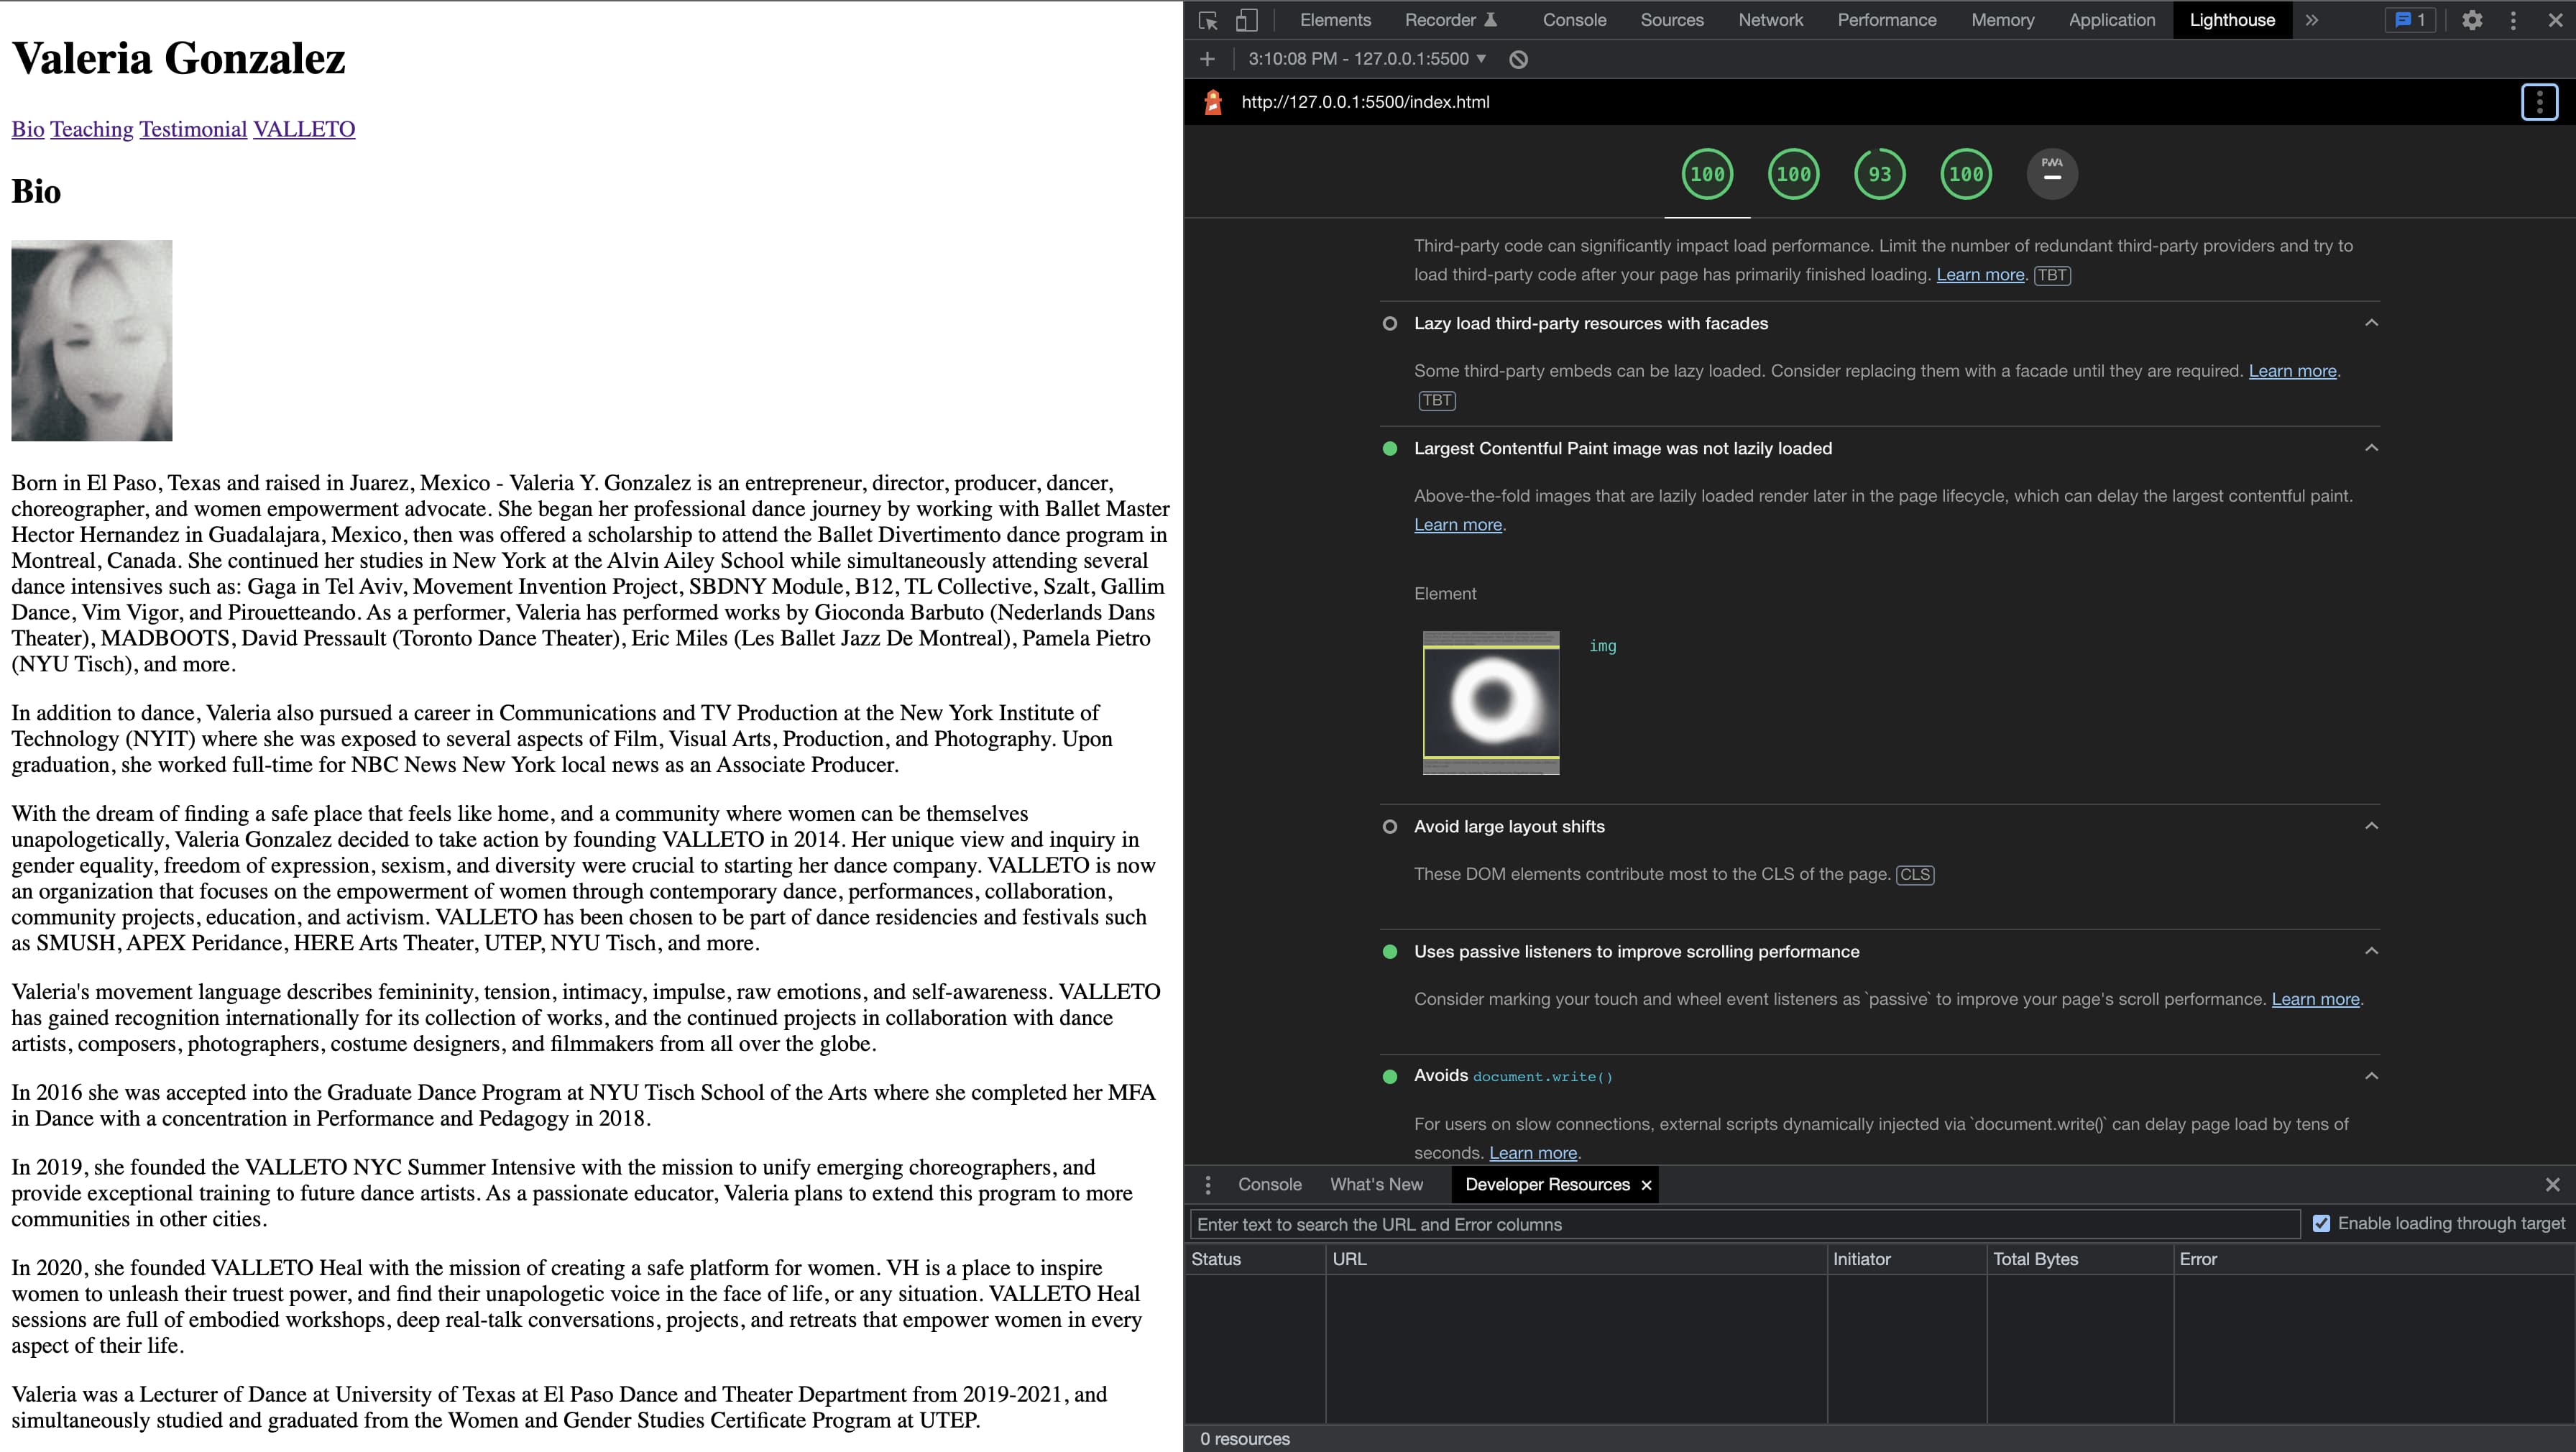 Valeria Gonzalez
Bio Teaching Testimonial VALLETO
Bio
Born in El Paso, Texas and raised in Juarez, Mexico - Valeria Y. Gonzalez is an entrepreneur, director, producer, dancer,
choreographer, and women empowerment advocate. She began her professional dance journey by working with Ballet Master
Hector Hernandez in Guadalajara, Mexico, then was offered a scholarship to attend the Ballet Divertimento dance program in
Montreal, Canada. She continued her studies in New York at the Alvin Ailey School while simultaneously attending several
dance intensives such as: Gaga in Tel Aviv, Movement Invention Project, SBDNY Module, B12, TL Collective, Szalt, Gallim
Dance, Vim Vigor, and Pirouetteando. As a performer, Valeria has performed works by Gioconda Barbuto (Nederlands Dans
Theater), MADBOOTS, David Pressault (Toronto Dance Theater), Eric Miles (Les Ballet Jazz De Montreal), Pamela Pietro
(NYU Tisch), and more.
In addition to dance, Valeria also pursued a career in Communications and TV Production at the New York Institute of
Technology (NYIT) where she was exposed to several aspects of Film, Visual Arts, Production, and Photography. Upon
graduation, she worked full-time for NBC News New York local news as an Associate Producer.
With the dream of finding a safe place that feels like home, and a community where women can be themselves
unapologetically, Valeria Gonzalez decided to take action by founding VALLETO in 2014. Her unique view and inquiry in
gender equality, freedom of expression, sexism, and diversity were crucial to starting her dance company. VALLETO is now
an organization that focuses on the empowerment of women through contemporary dance, performances, collaboration,
community projects, education, and activism. VALLETO has been chosen to be part of dance residencies and festivals such
as SMUSH, APEX Peridance, HERE Arts Theater, UTEP, NYU Tisch, and more.
Valeria's movement language describes femininity, tension, intimacy, impulse, raw emotions, and self-awareness. VALLETO
has gained recognition internationally for its collection of works, and the continued projects in collaboration with dance
artists, composers, photographers, costume designers, and filmmakers from all over the globe.
In 2016 she was accepted into the Graduate Dance Program at NYU Tisch School of the Arts where she completed her MFA
in Dance with a concentration in Performance and Pedagogy in 2018.
In 2019, she founded the VALLETO NYC Summer Intensive with the mission to unify emerging choreographers, and
provide exceptional training to future dance artists. As a passionate educator, Valeria plans to extend this program to more
communities in other cities.
In 2020, she founded VALLETO Heal with the mission of creating a safe platform for women. VH is a place to inspire
women to unleash their truest power, and find their unapologetic voice in the face of life, or any situation. VALLETO Heal
sessions are full of embodied workshops, deep real-talk conversations, projects, and retreats that empower women in every
aspect of their life.
Valeria was a Lecturer of Dance at University of Texas at El Paso Dance and Theater Department from 2019-2021, and
simultaneously studied and graduated from the Women and Gender Studies Certificate Program at UTEP.
Elements Recorder Console Sources Network Performance Memory Application Lighthouse 1
3:10:08 PM - 127.0.0.1:5500
http://127.0.0.1:5500/index.html
100 100 93 100 PWA
Third-party code can significantly impact load performance. Limit the number of redundant third-party providers and try to
load third-party code after your page has primarily finished loading. Learn more. TBT
Lazy load third-party resources with facades
Some third-party embeds can be lazy loaded. Consider replacing them with a facade until they are required. Learn more.
TBT
Largest Contentful Paint image was not lazily loaded
Above-the-fold images that are lazily loaded render later in the page lifecycle, which can delay the largest contentful paint.
Learn more.
Element
img
Avoid large layout shifts
These DOM elements contribute most to the CLS of the page. CLS
Uses passive listeners to improve scrolling performance
Consider marking your touch and wheel event listeners as `passive` to improve your page's scroll performance. Learn more.
Avoids document.write()
For users on slow connections, external scripts dynamically injected via `document.write()` can delay page load by tens of
seconds. Learn more.
Console What's New Developer Resources
Enter text to search the URL and Error columns Enable loading through target
Status URL Initiator Total Bytes Error
0 resources